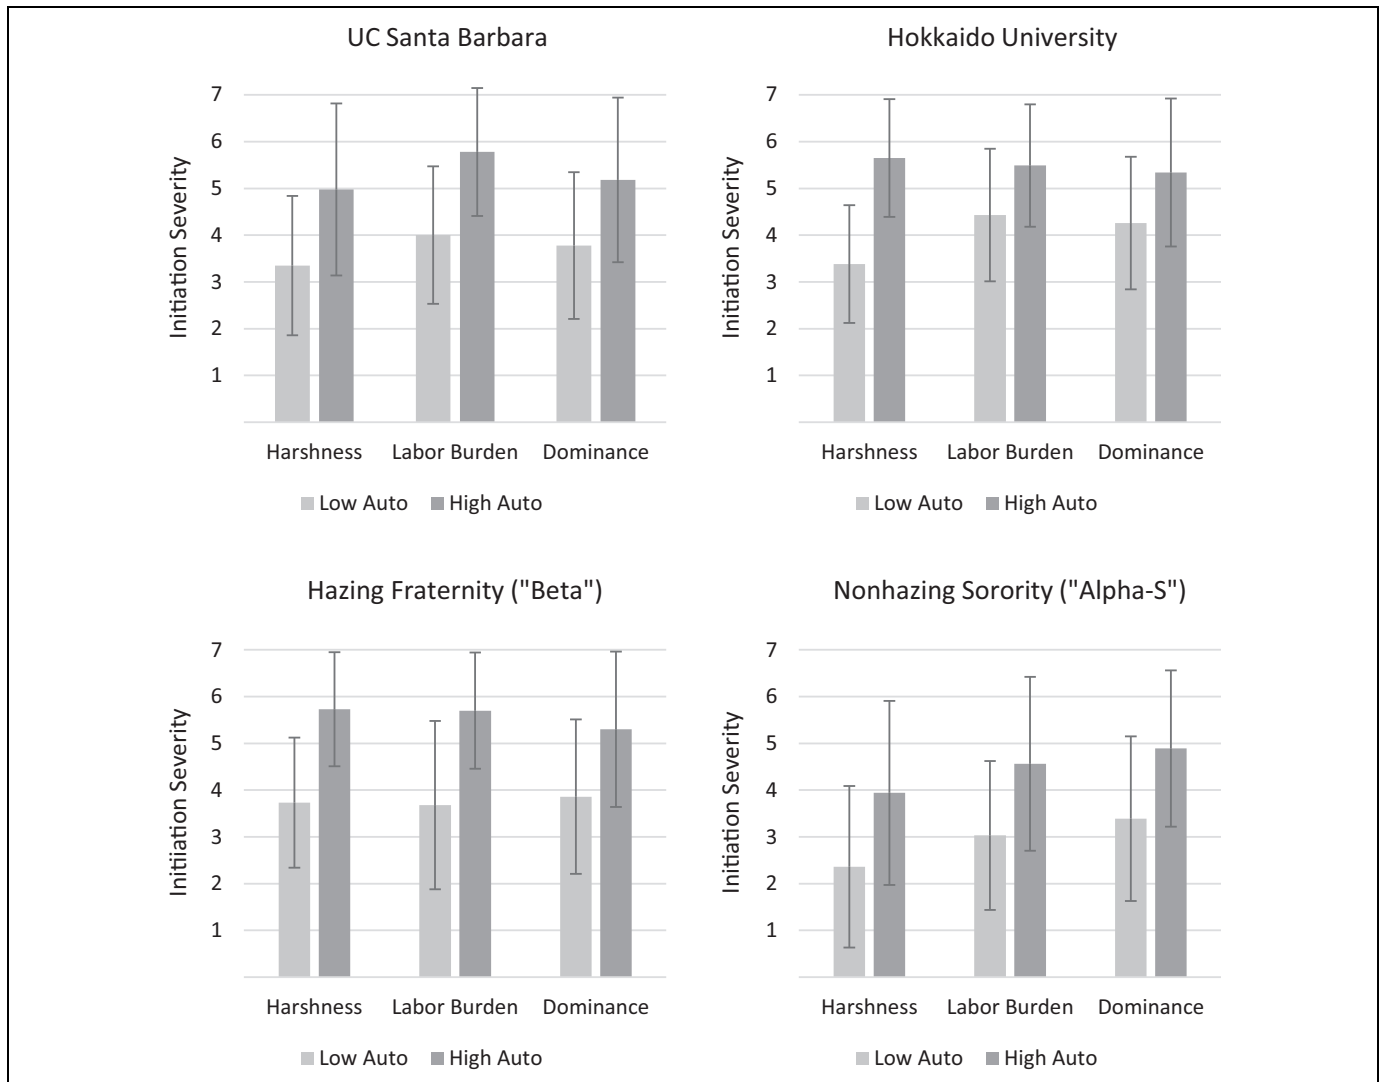 UC Santa Barbara
Initiation Severity
7
6
5
4
3
2
1
Harshness Labor Burden Dominance
Low Auto High Auto
Hokkaido University
Initiation Severity
7
6
5
4
3
2
1
Harshness Labor Burden Dominance
Low Auto High Auto
Hazing Fraternity ("Beta")
Initiation Severity
7
6
5
4
3
2
1
Harshness Labor Burden Dominance
Low Auto High Auto
Nonhazing Sorority ("Alpha-S")
Initiation Severity
7
6
5
4
3
2
1
Harshness Labor Burden Dominance
Low Auto High Auto